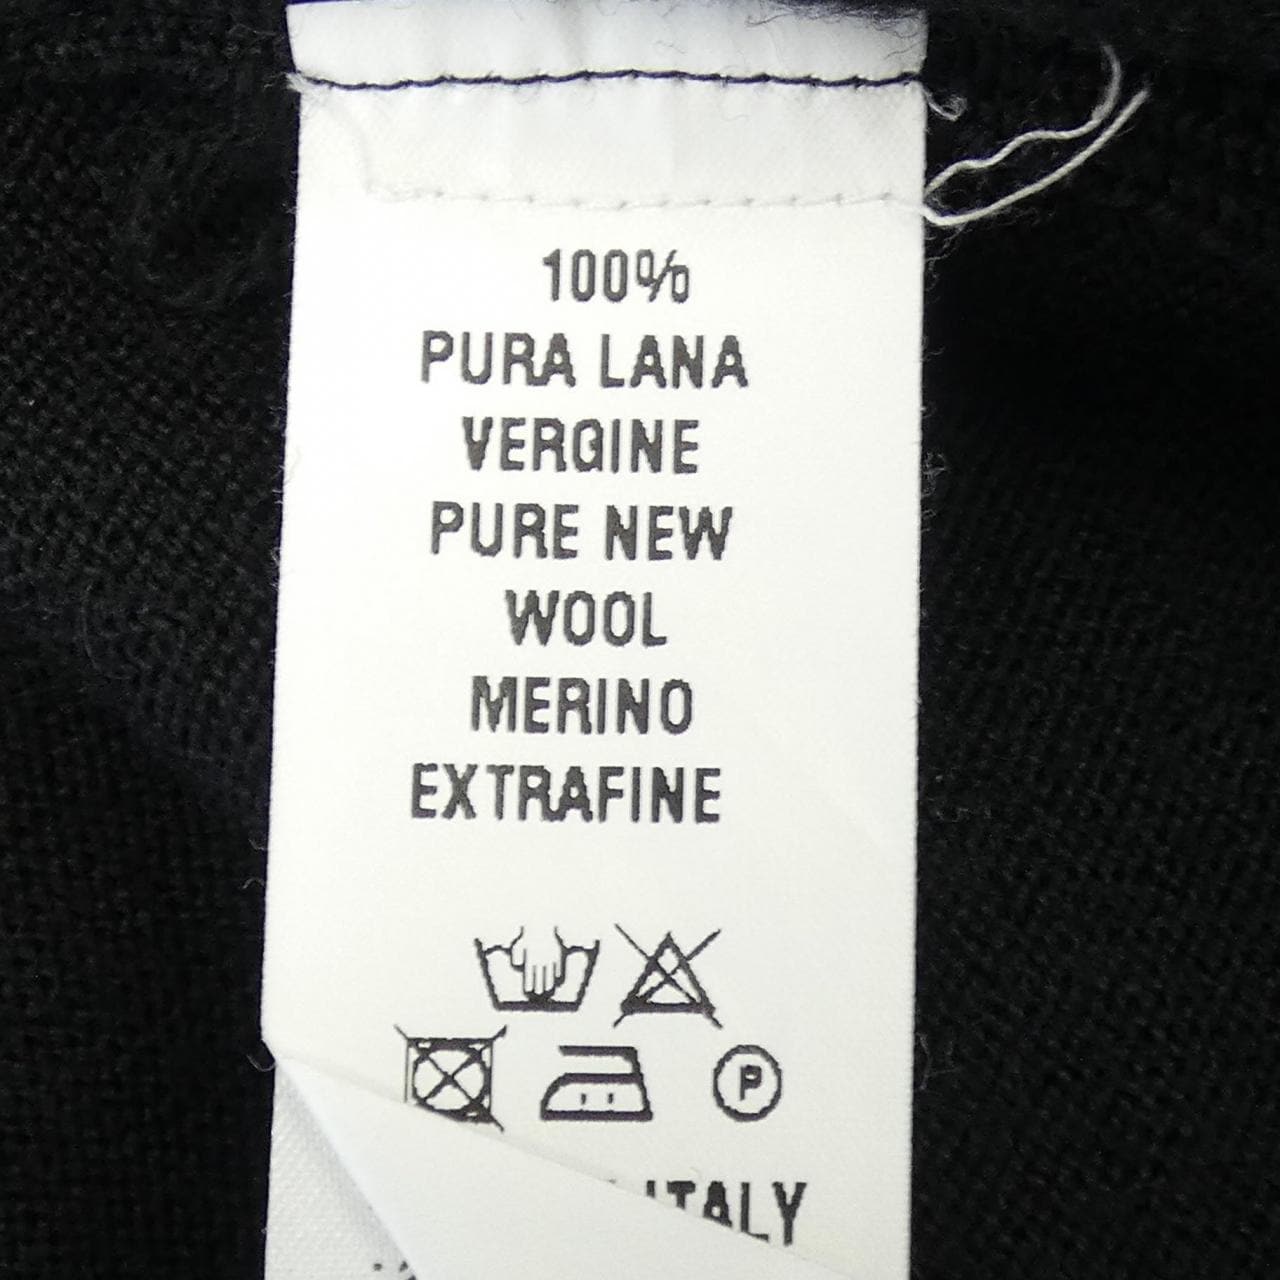 100%
PURA LANA
VERGINE
PURE NEW
WOOL
MERINO
EXTRAFINE
P
ITALY